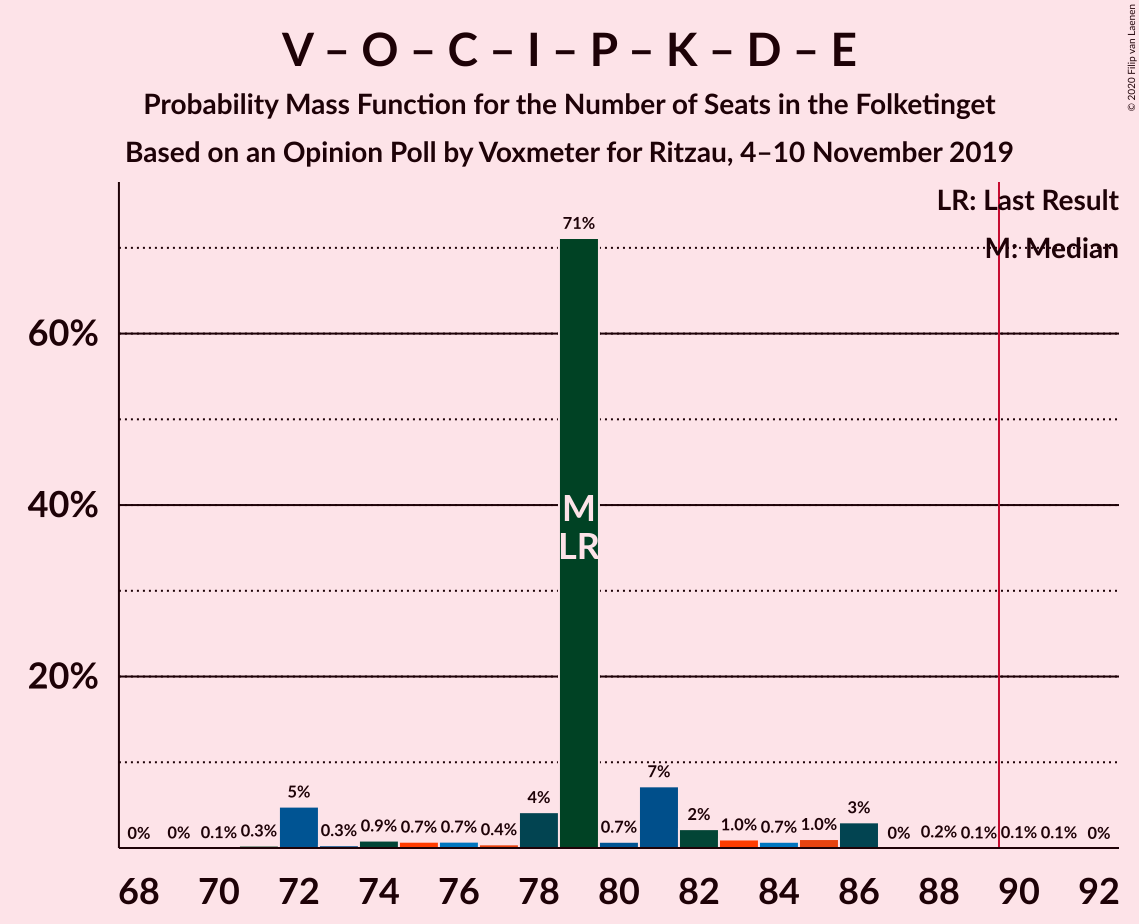 V – O – C – I – P – K – D – E
Probability Mass Function for the Number of Seats in the Folketinget
Based on an Opinion Poll by Voxmeter for Ritzau, 4–10 November 2019
© 2020 Filip van Laenen
LR: Last Result
M: Median
60%
40%
20%
0% 0% 0.1% 0.3% 5% 0.3% 0.9% 0.7% 0.7% 0.4% 4% 71% 0.7% 7% 2% 1.0% 0.7% 1.0% 3% 0% 0.2% 0.1% 0.1% 0.1% 0%
M
LR
68 70 72 74 76 78 80 82 84 86 88 90 92